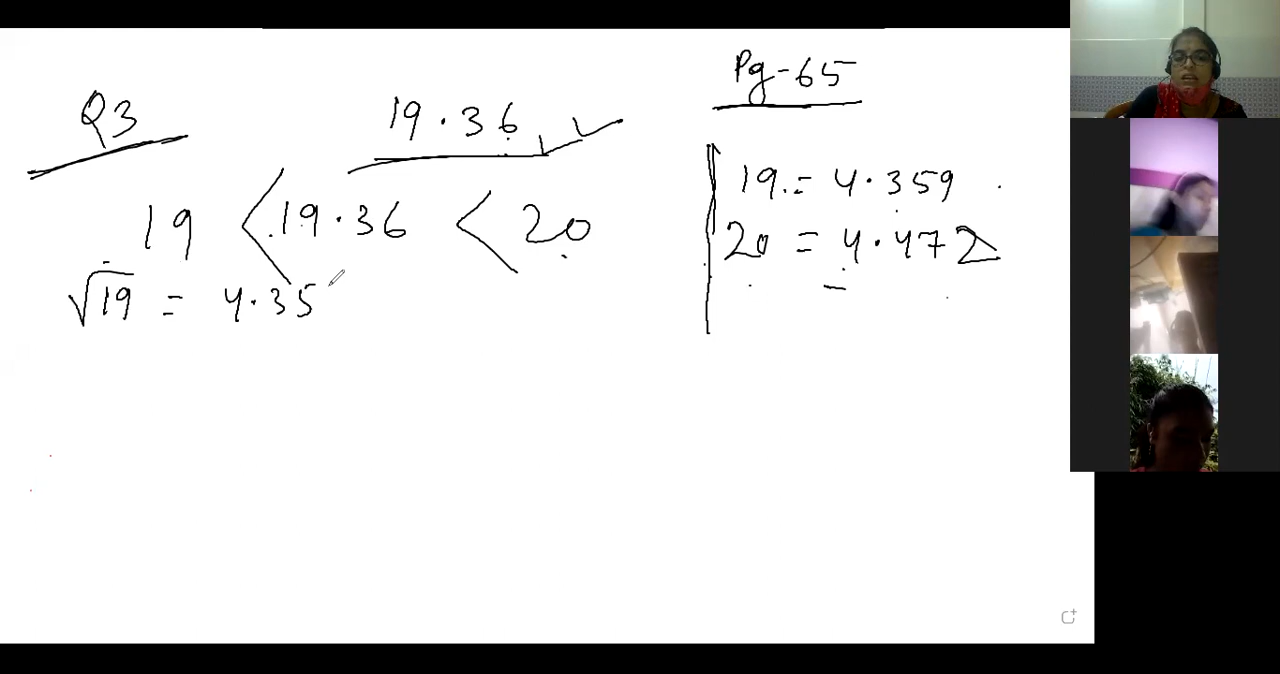 Pg-65
Q3
19.36
19 < 19.36 < 20
√19 = 4.35
19 = 4.359
20 = 4.472